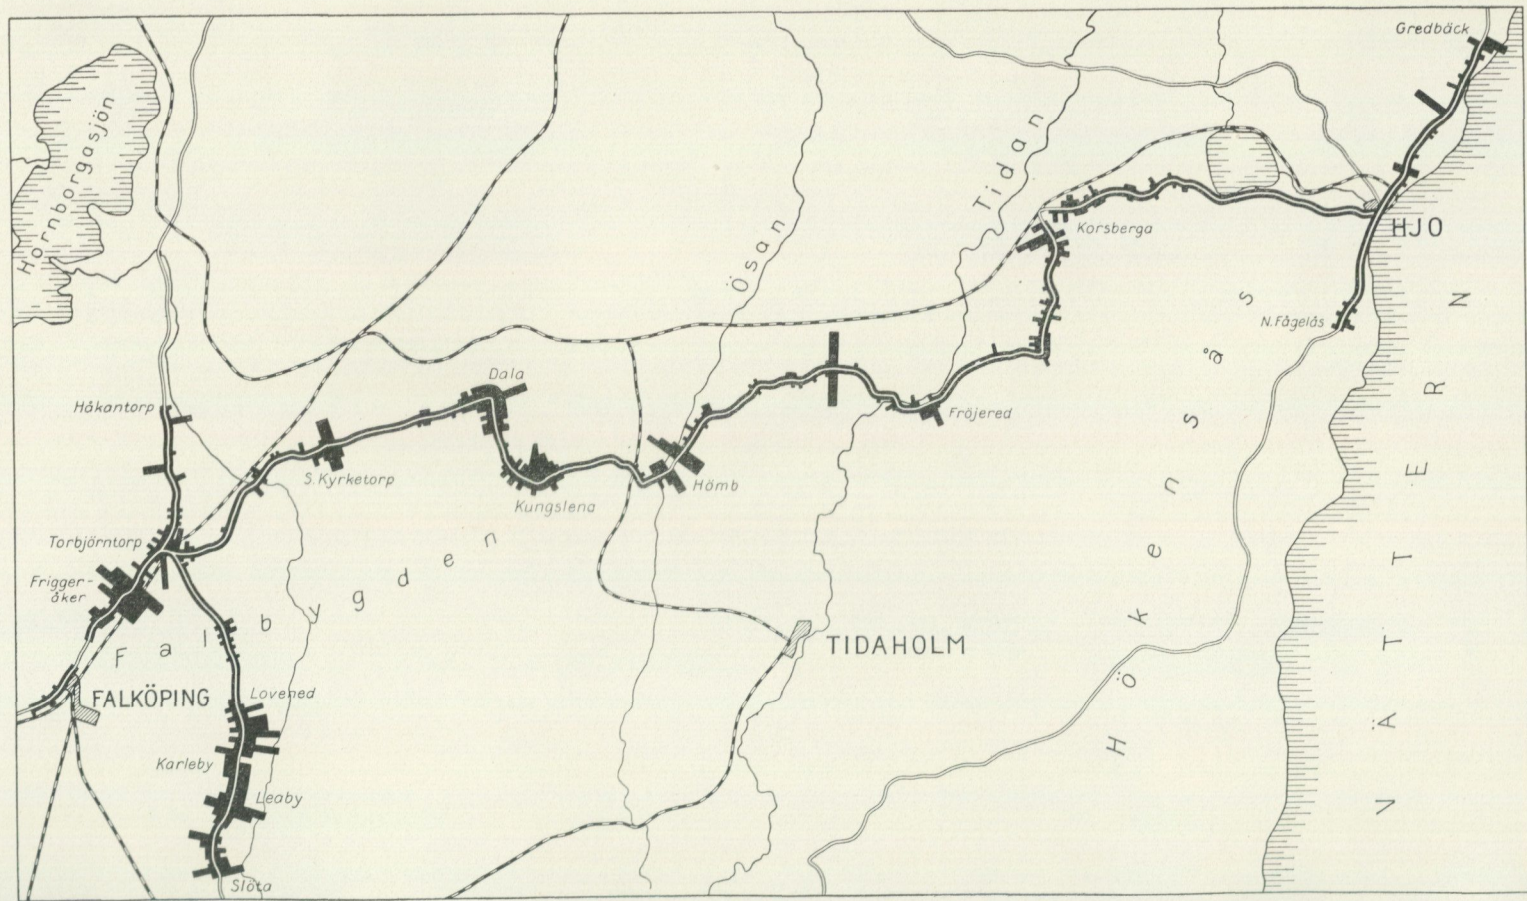 Gredbäck
Hornborgasjön
Tidan
Ösan
Korsberga
HJO
N. Fågelås
Dala
Håkantorp
Fröjered
S. Kyrketorp
Hömb
Kungslena
Torbjörntorp
Frigger-
åker
Falbygden
TIDAHOLM
Hökensås
VÄTTERN
FALKÖPING
Lovened
Karleby
Leaby
Slöta